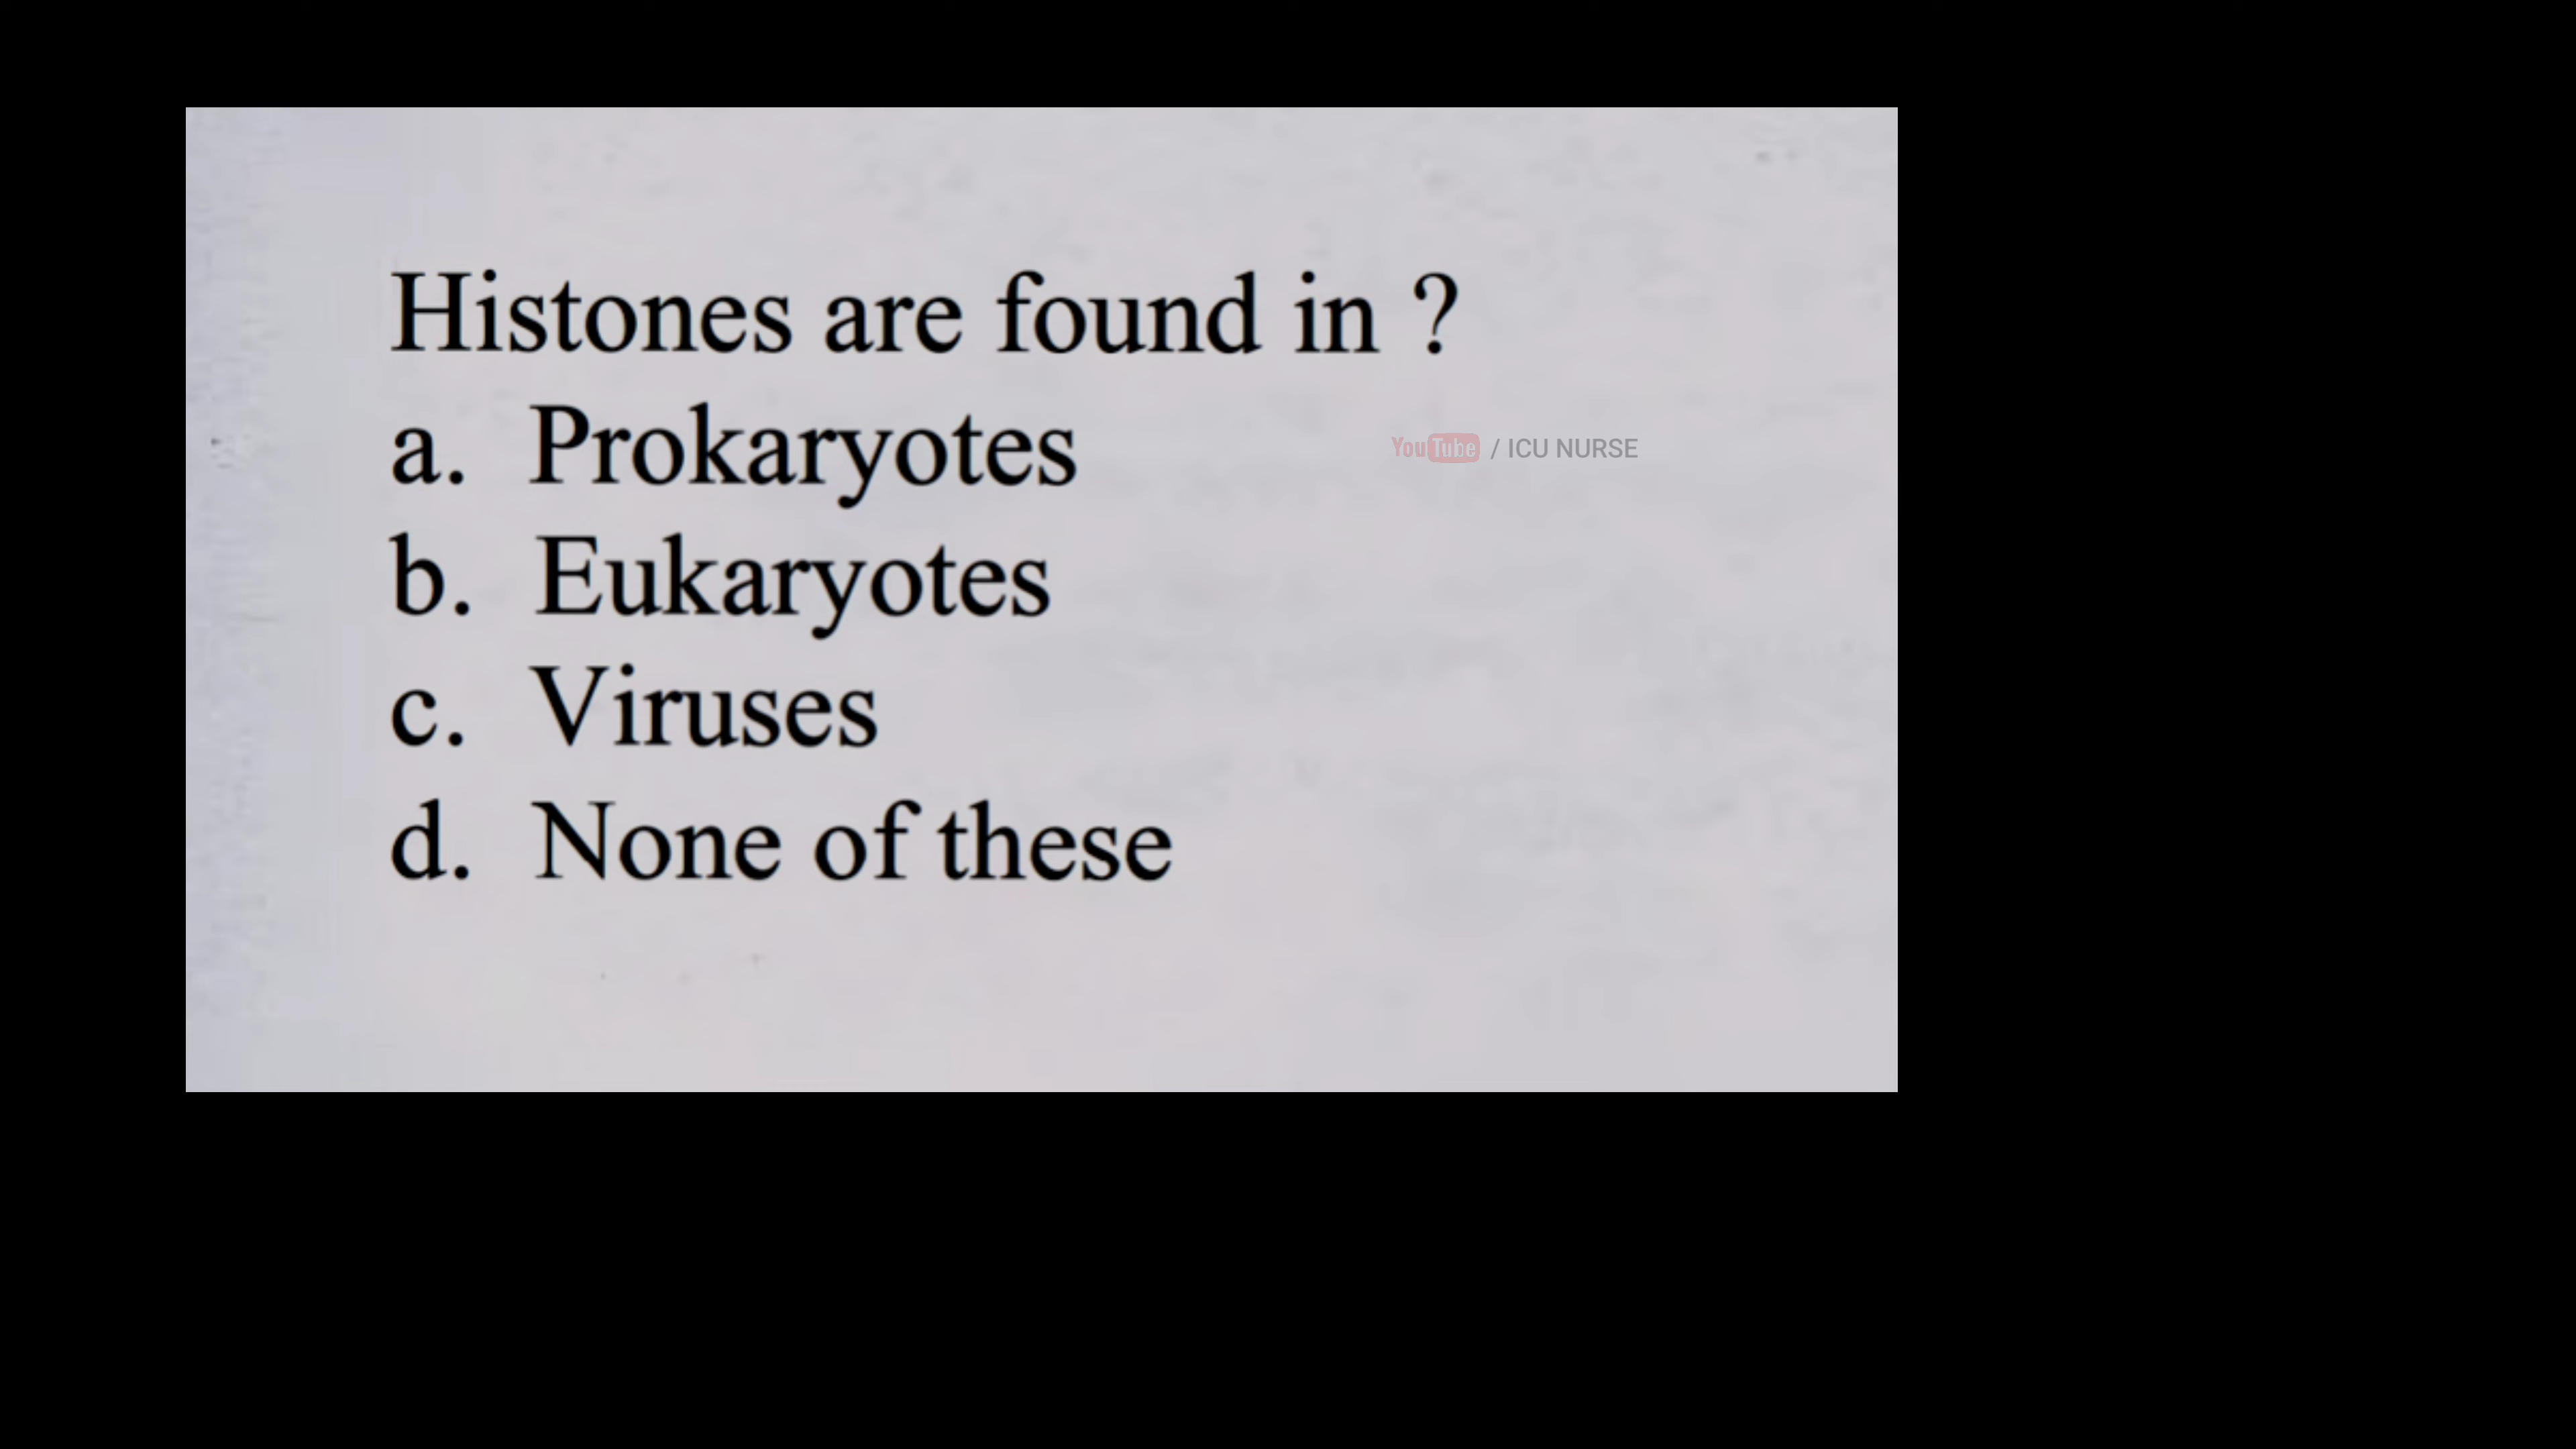 Histones are found in ?
a. Prokaryotes
YouTube / ICU NURSE
b. Eukaryotes
c. Viruses
d. None of these